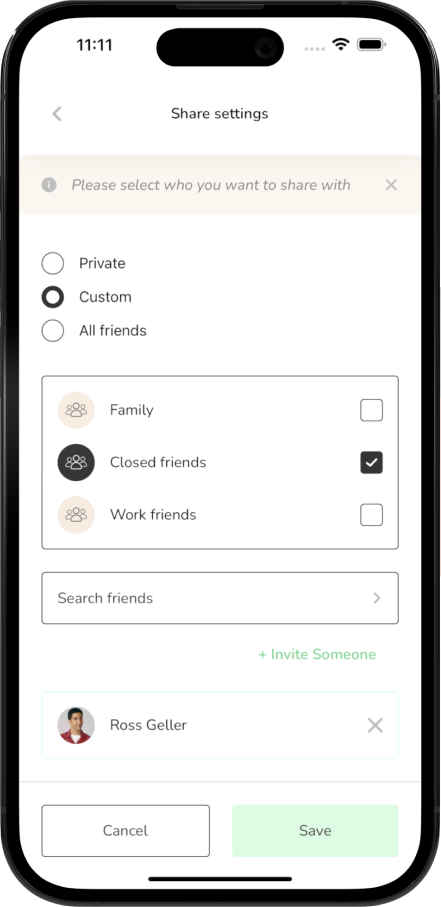 11:11
Share settings
Please select who you want to share with
Private
Custom
All friends
Family
Closed friends
Work friends
Search friends
+ Invite Someone
Ross Geller
Cancel
Save